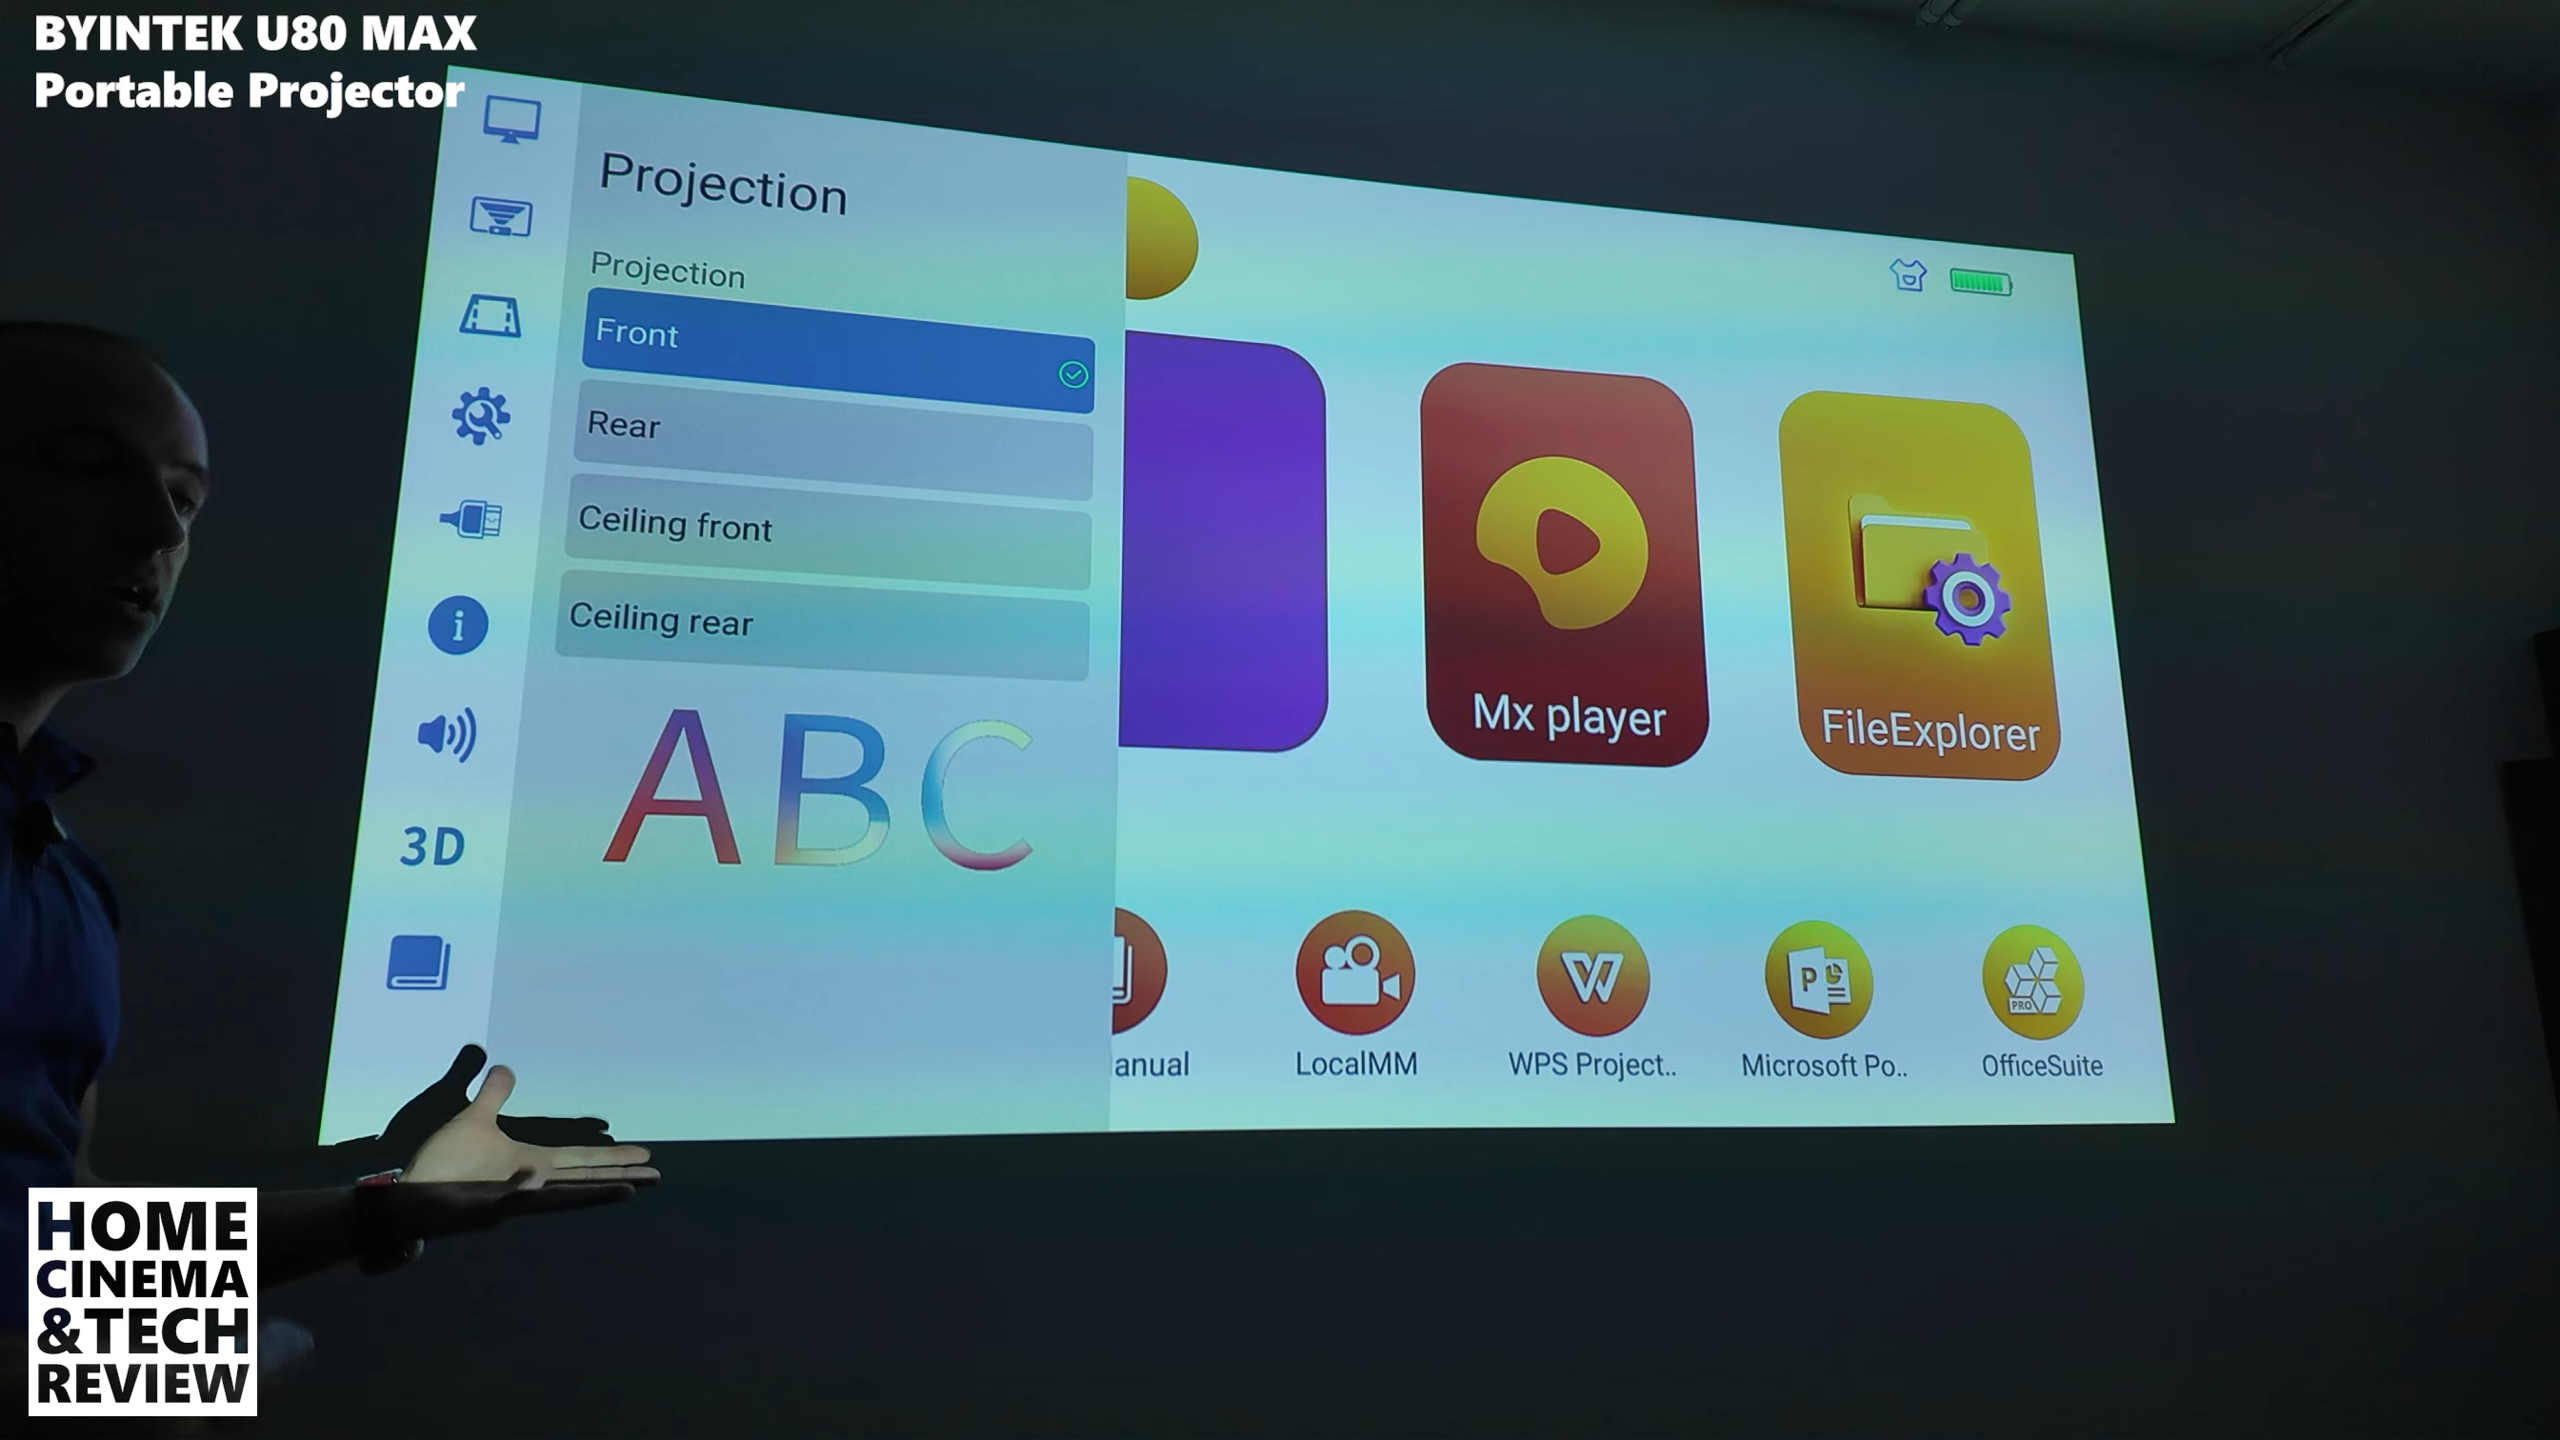 BYINTEK U80 MAX
Portable Projector
Projection
Projection
Front
Rear
Ceiling front
Ceiling rear
ABC
3D
Mx player
FileExplorer
anual
LocalMM
WPS Project..
Microsoft Po..
OfficeSuite
P
PRO
HOME
CINEMA
&TECH
REVIEW